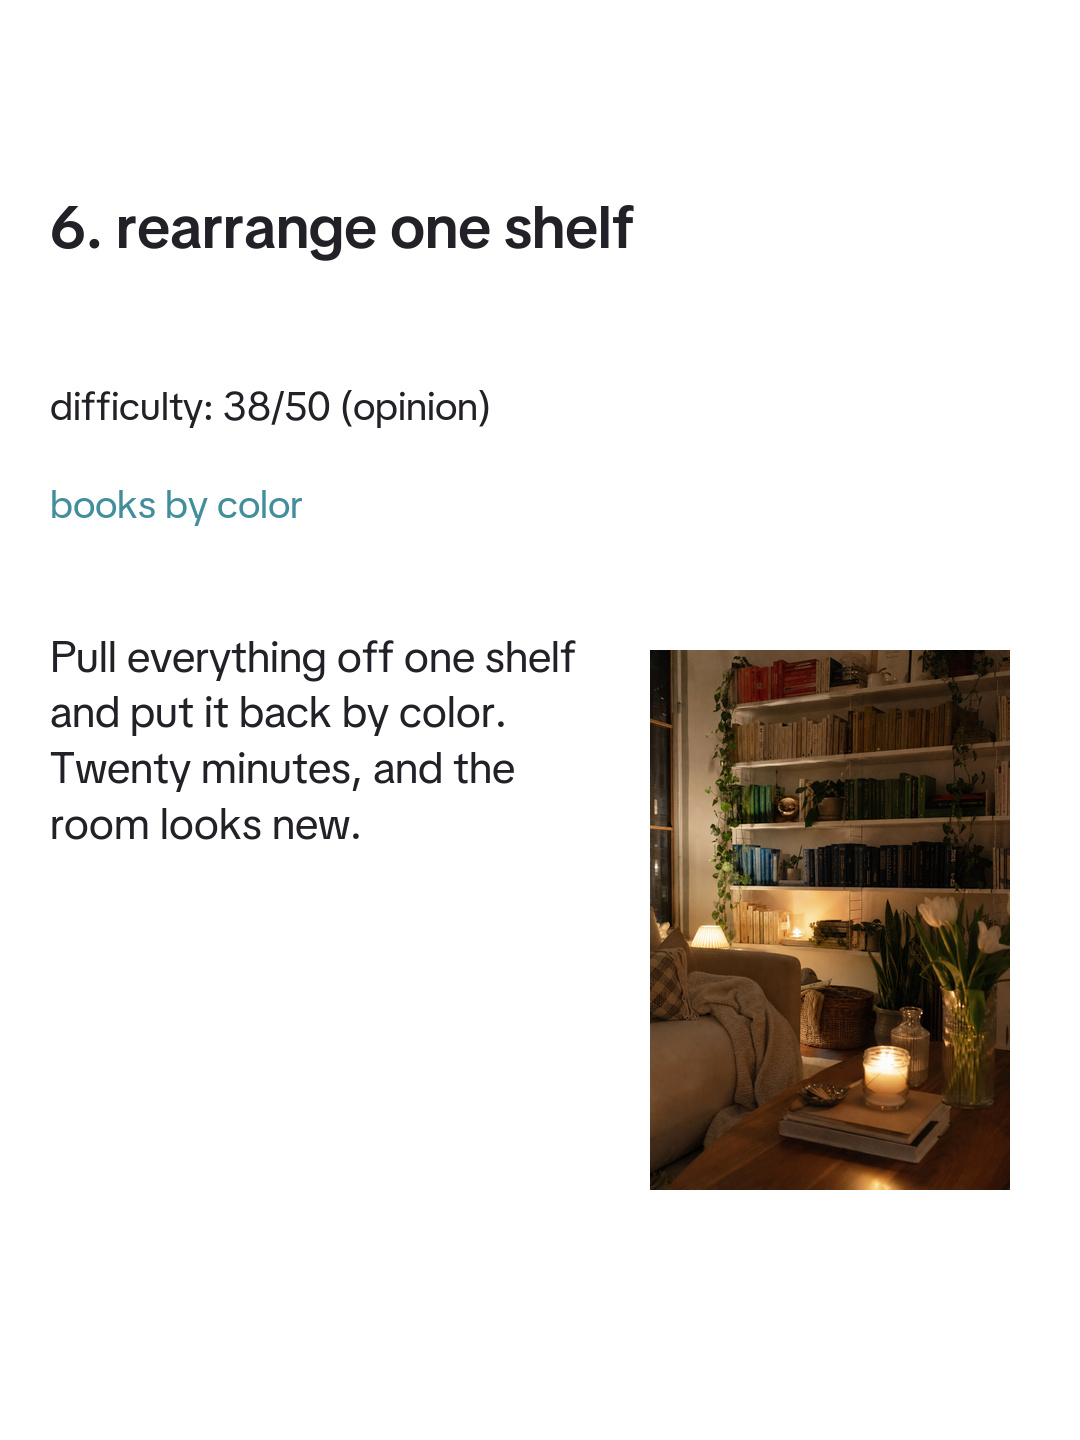 6. rearrange one shelf
difficulty: 38/50 (opinion)
books by color
Pull everything off one shelf
and put it back by color.
Twenty minutes, and the
room looks new.